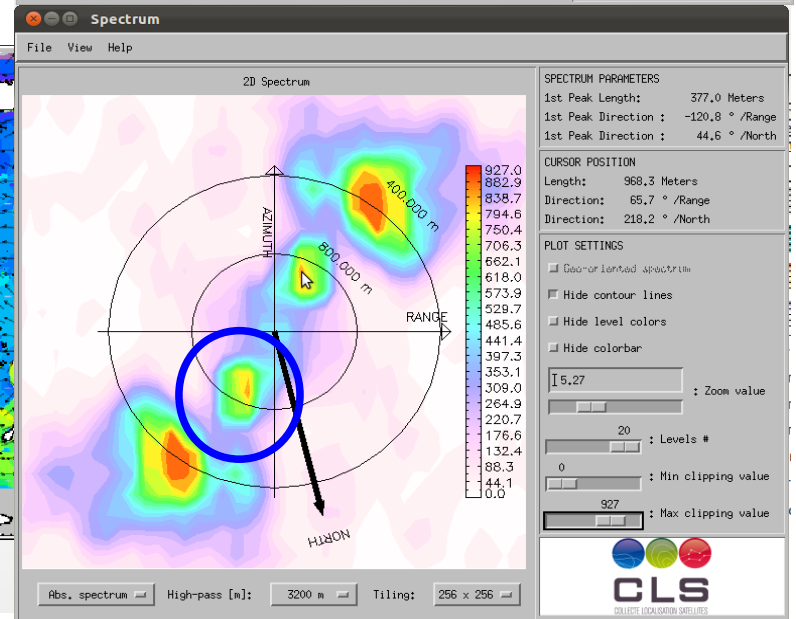 Spectrum
File View Help
2D Spectrum
AZIMUTH
RANGE
400.000 m
800.000 m
NORTH
927.0
882.9
838.7
794.6
750.4
706.3
662.1
618.0
573.9
529.7
485.6
441.4
397.3
353.1
309.0
264.9
220.7
176.6
132.4
88.3
44.1
0.0
Abs. spectrum High-pass [m]: 3200 m Tiling: 256 x 256
SPECTRUM PARAMETERS
1st Peak Length: 377.0 Meters
1st Peak Direction : -120.8 ° /Range
1st Peak Direction : 44.6 ° /North
CURSOR POSITION
Length: 968.3 Meters
Direction: 65.7 ° /Range
Direction: 218.2 ° /North
PLOT SETTINGS
Geo-oriented spectrum
Hide contour lines
Hide level colors
Hide colorbar
5.27 : Zoom value
20
: Levels #
0
: Min clipping value
927
: Max clipping value
CLS
COLLECTE LOCALISATION SATELLITES